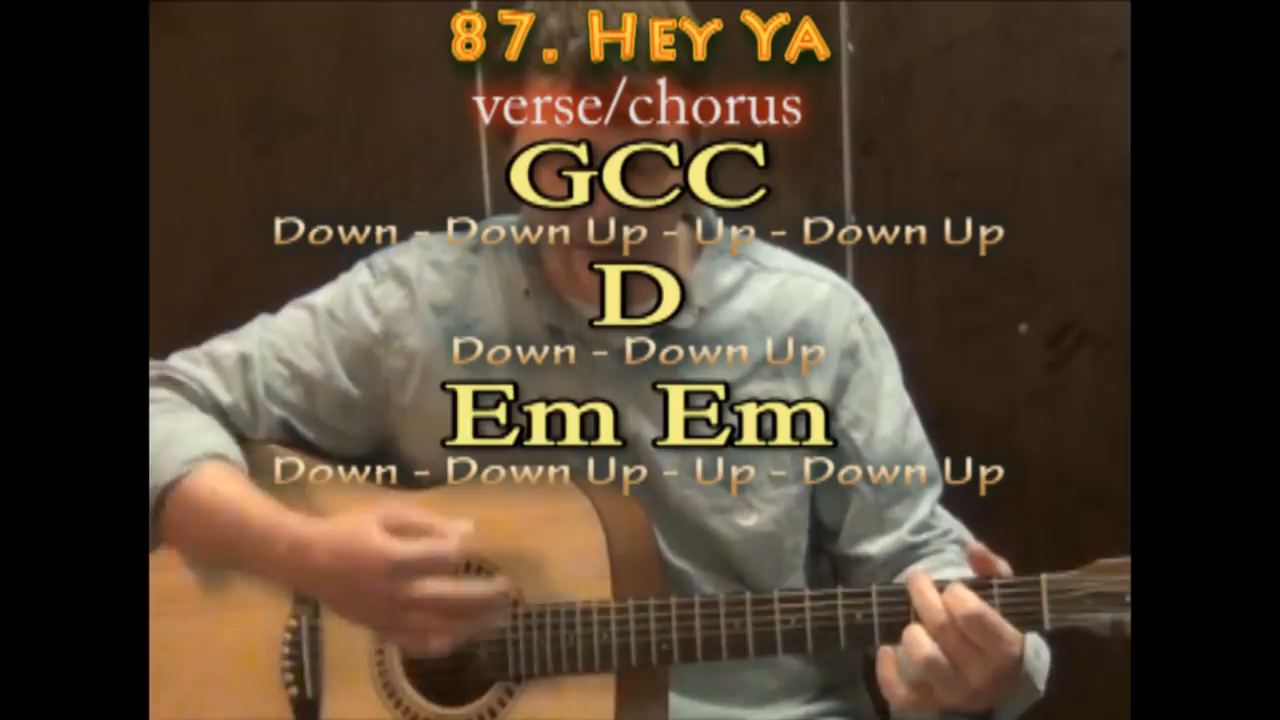 87. Hey Ya
verse/chorus
GCC
Down - Down Up - Up - Down Up
D
Down - Down Up
Em Em
Down - Down Up - Up - Down Up